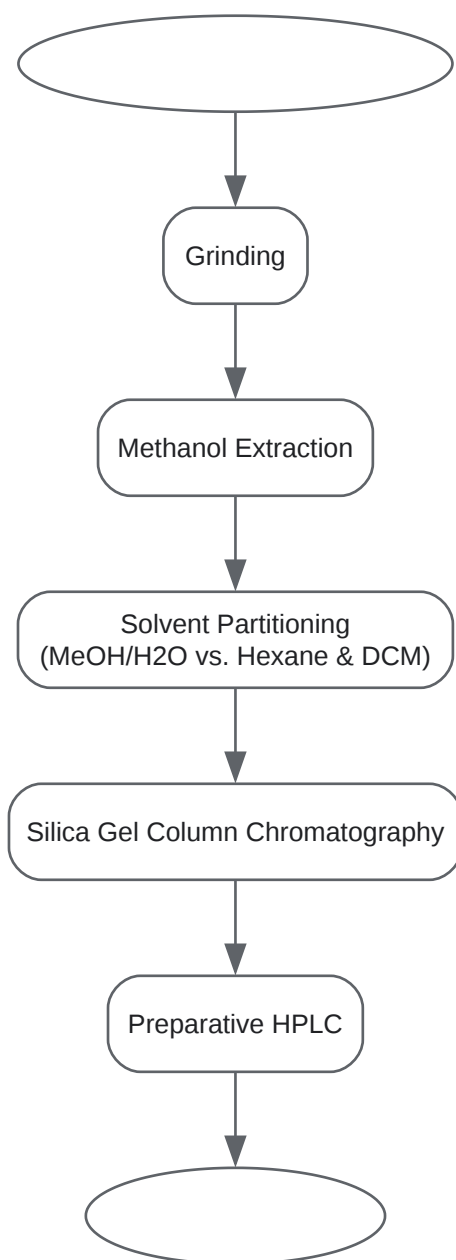 Grinding
Methanol Extraction
Solvent Partitioning
(MeOH/H2O vs. Hexane & DCM)
Silica Gel Column Chromatography
Preparative HPLC